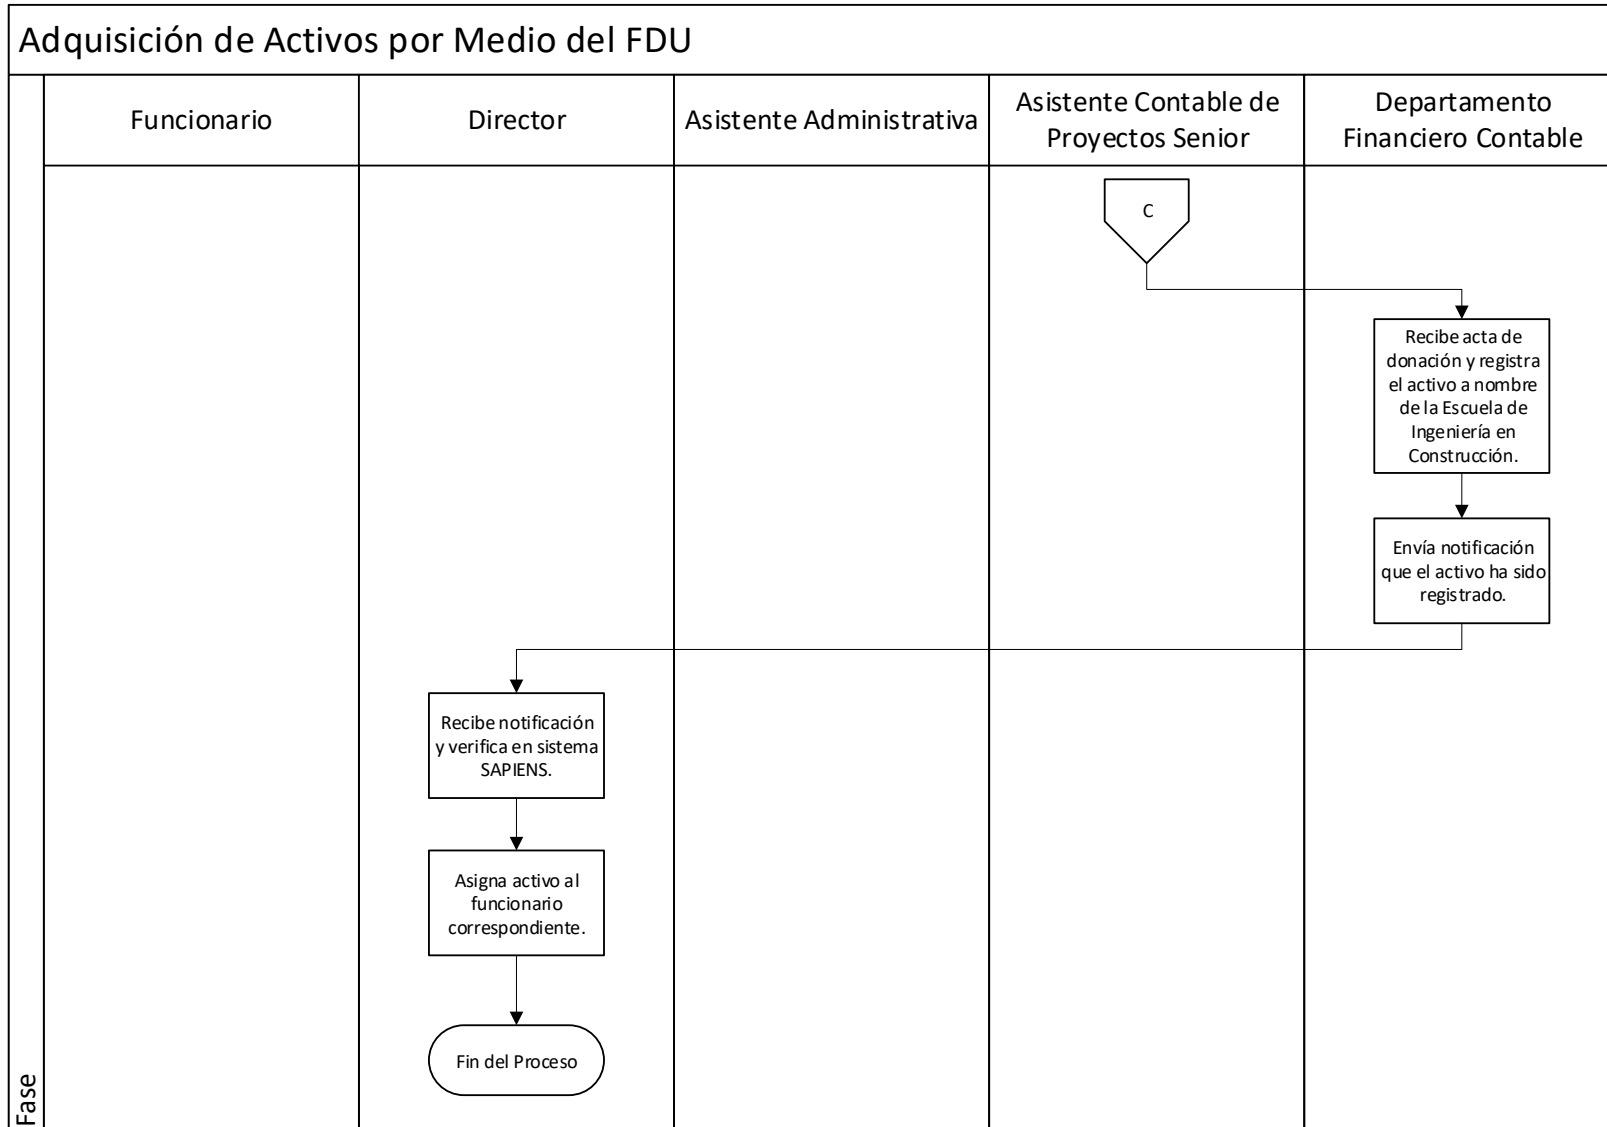 Adquisición de Activos por Medio del FDU
Funcionario
Director
Asistente Administrativa
Asistente Contable de
Proyectos Senior
Departamento
Financiero Contable
C
Recibe acta de
donación y registra
el activo a nombre
de la Escuela de
Ingeniería en
Construcción.
Envía notificación
que el activo ha sido
registrado.
Recibe notificación
y verifica en sistema
SAPIENS.
Asigna activo al
funcionario
correspondiente.
Fin del Proceso
Fase